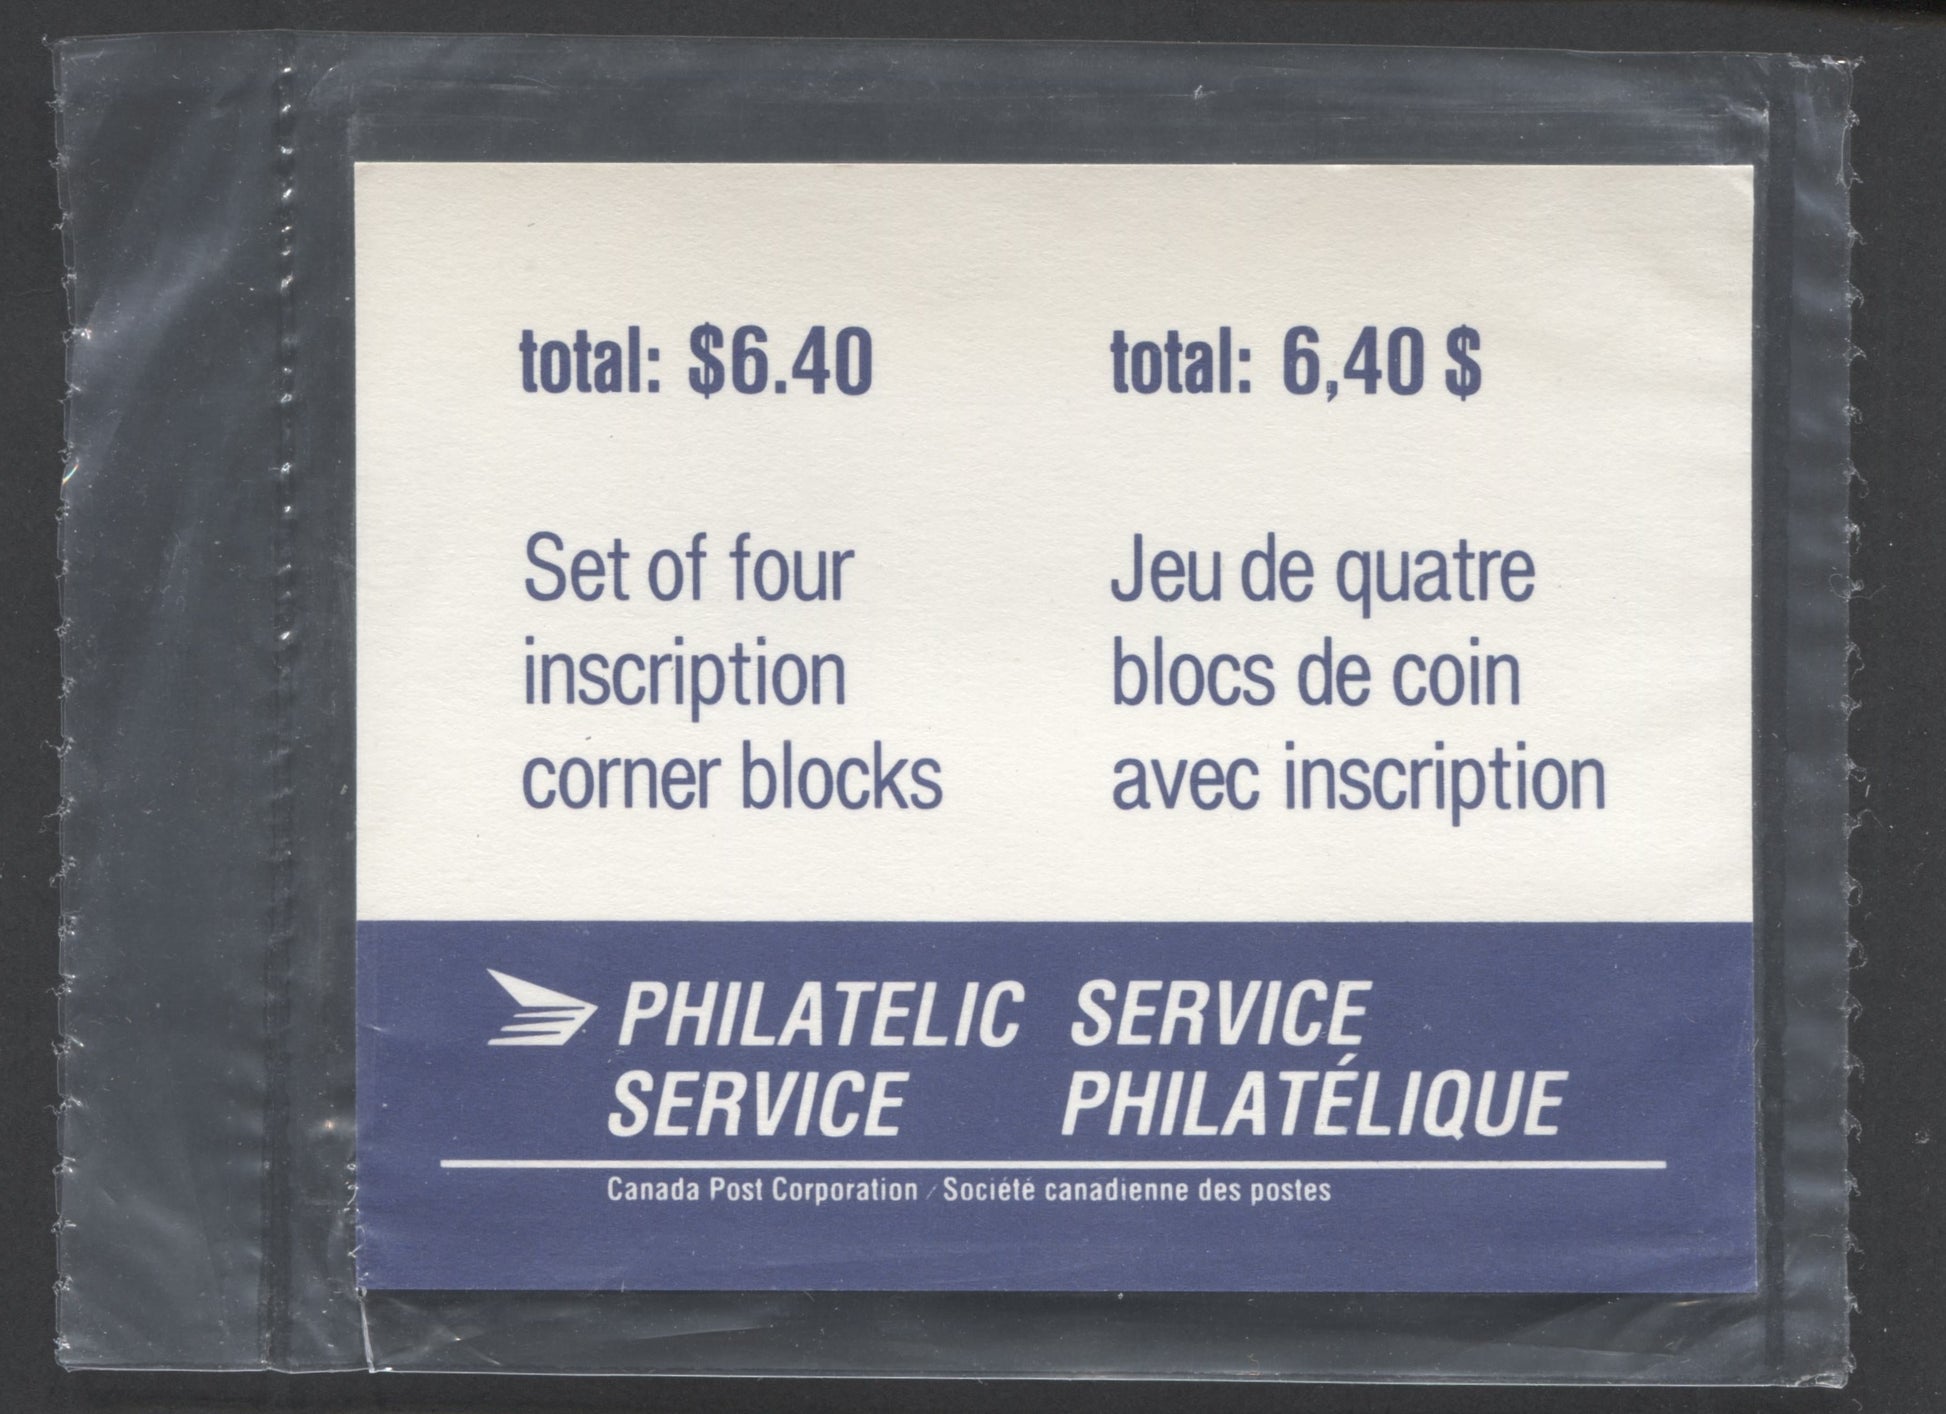 total: $6.40
Set of four
inscription
corner blocks
total: 6,40 $
Jeu de quatre
blocs de coin
avec inscription
PHILATELIC
SERVICE
SERVICE
PHILATÉLIQUE
Canada Post Corporation / Société canadienne des postes